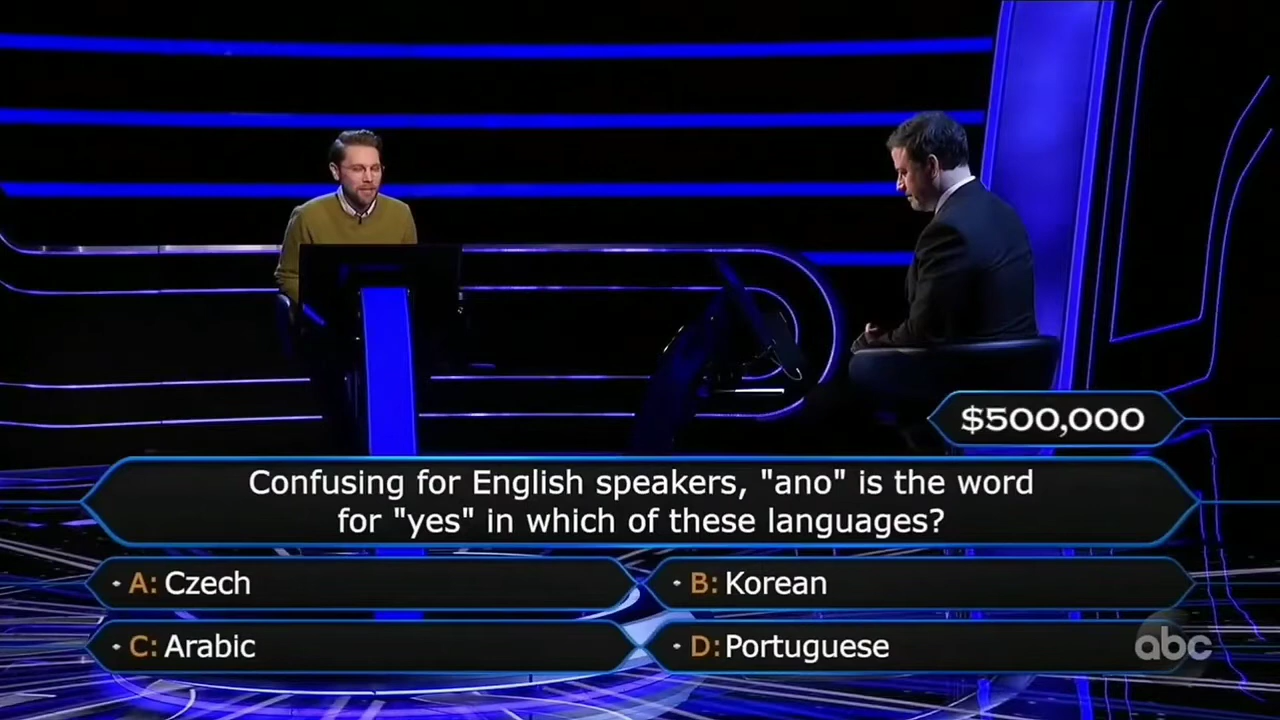 $500,000
Confusing for English speakers, "ano" is the word
for "yes" in which of these languages?
A: Czech
B: Korean
C: Arabic
D: Portuguese
abc